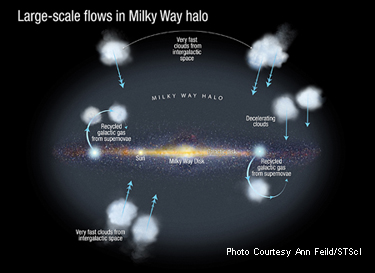 Large-scale flows in Milky Way halo
Very fast
clouds from
intergalactic
space
MILKY WAY HALO
Recycled
galactic gas
from supernovae
Decelerating
clouds
Sun
Milky Way Disk
Recycled
galactic gas
from supernovae
Very fast clouds from
intergalactic space
Photo Courtesy Ann Feild/STScI